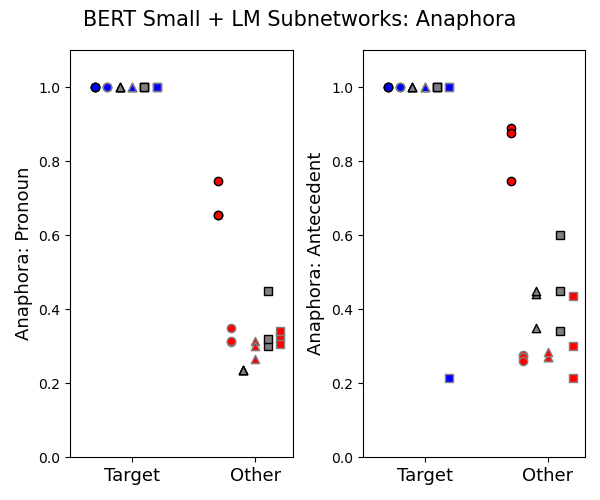 BERT Small + LM Subnetworks: Anaphora
Anaphora: Pronoun
1.0
0.8
0.6
0.4
0.2
0.0
Target Other
Anaphora: Antecedent
1.0
0.8
0.6
0.4
0.2
0.0
Target Other